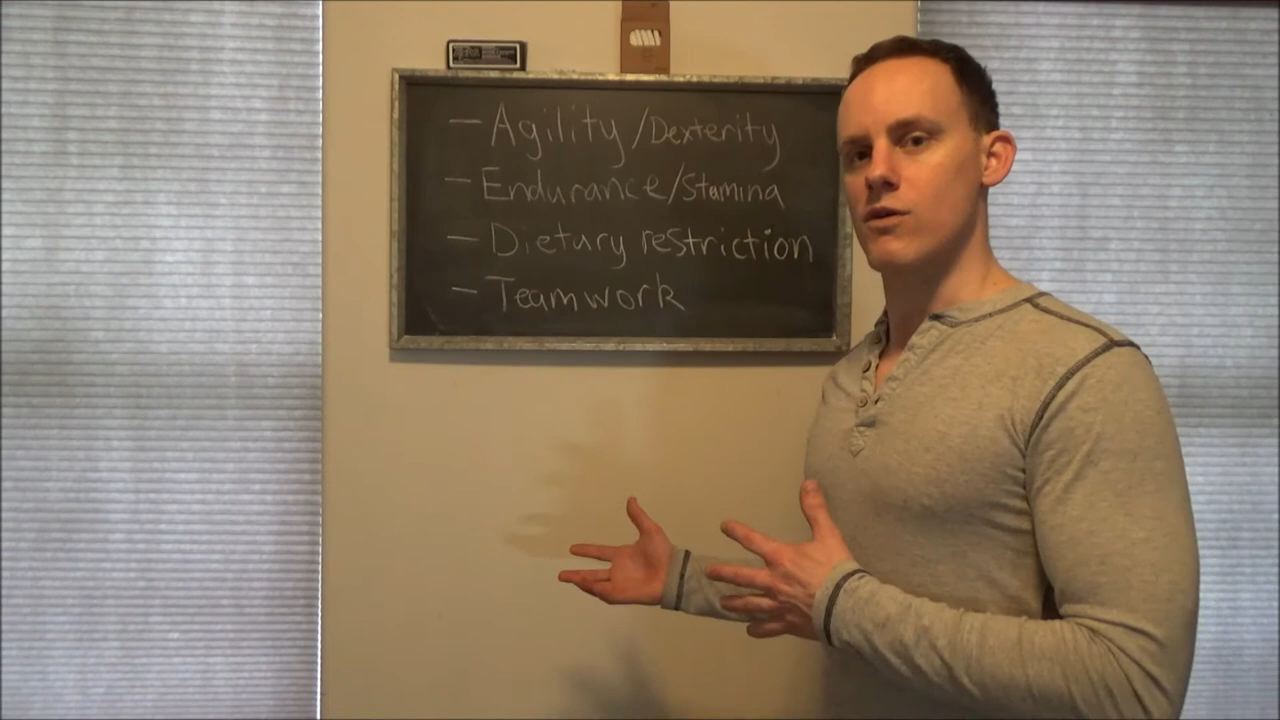 - Agility/Dexterity
- Endurance/Stamina
- Dietary restriction
- Teamwork